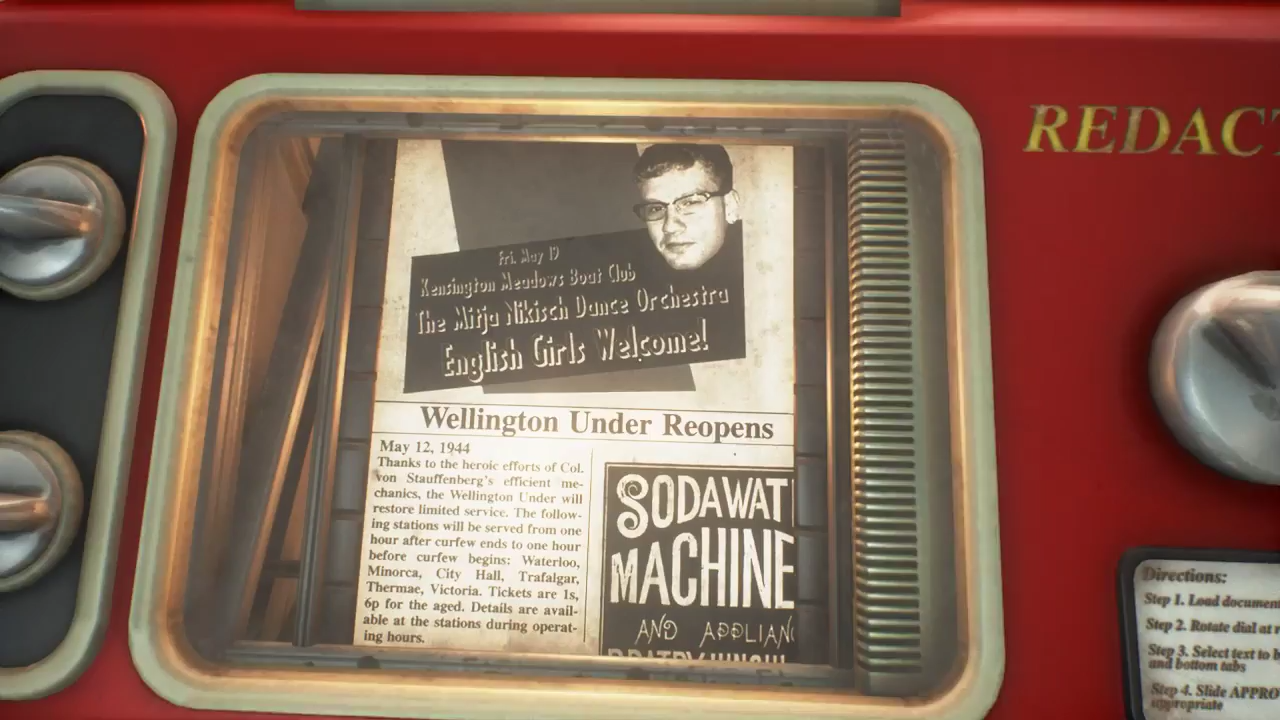 REDACT
Fri. May 19
Kensington Meadows Boat Club
The Mitja Nikisch Dance Orchestra
English Girls Welcome!
Wellington Under Reopens
May 12, 1944
Thanks to the heroic efforts of Col.
von Stauffenberg's efficient me-
chanics, the Wellington Under will
restore limited service. The follow-
ing stations will be served from one
hour after curfew ends to one hour
before curfew begins: Waterloo,
Minorca, City Hall, Trafalgar,
Thermae, Victoria. Tickets are 1s,
6p for the aged. Details are avail-
able at the stations during operat-
ing hours.
SODAWAT
MACHINE
AND APPLIAN
Directions:
Step 1. Load documen
Step 2. Rotate dial at
Step 3. Select text to b
and bottom tabs
Step 4. Slide APPRO
appropriate